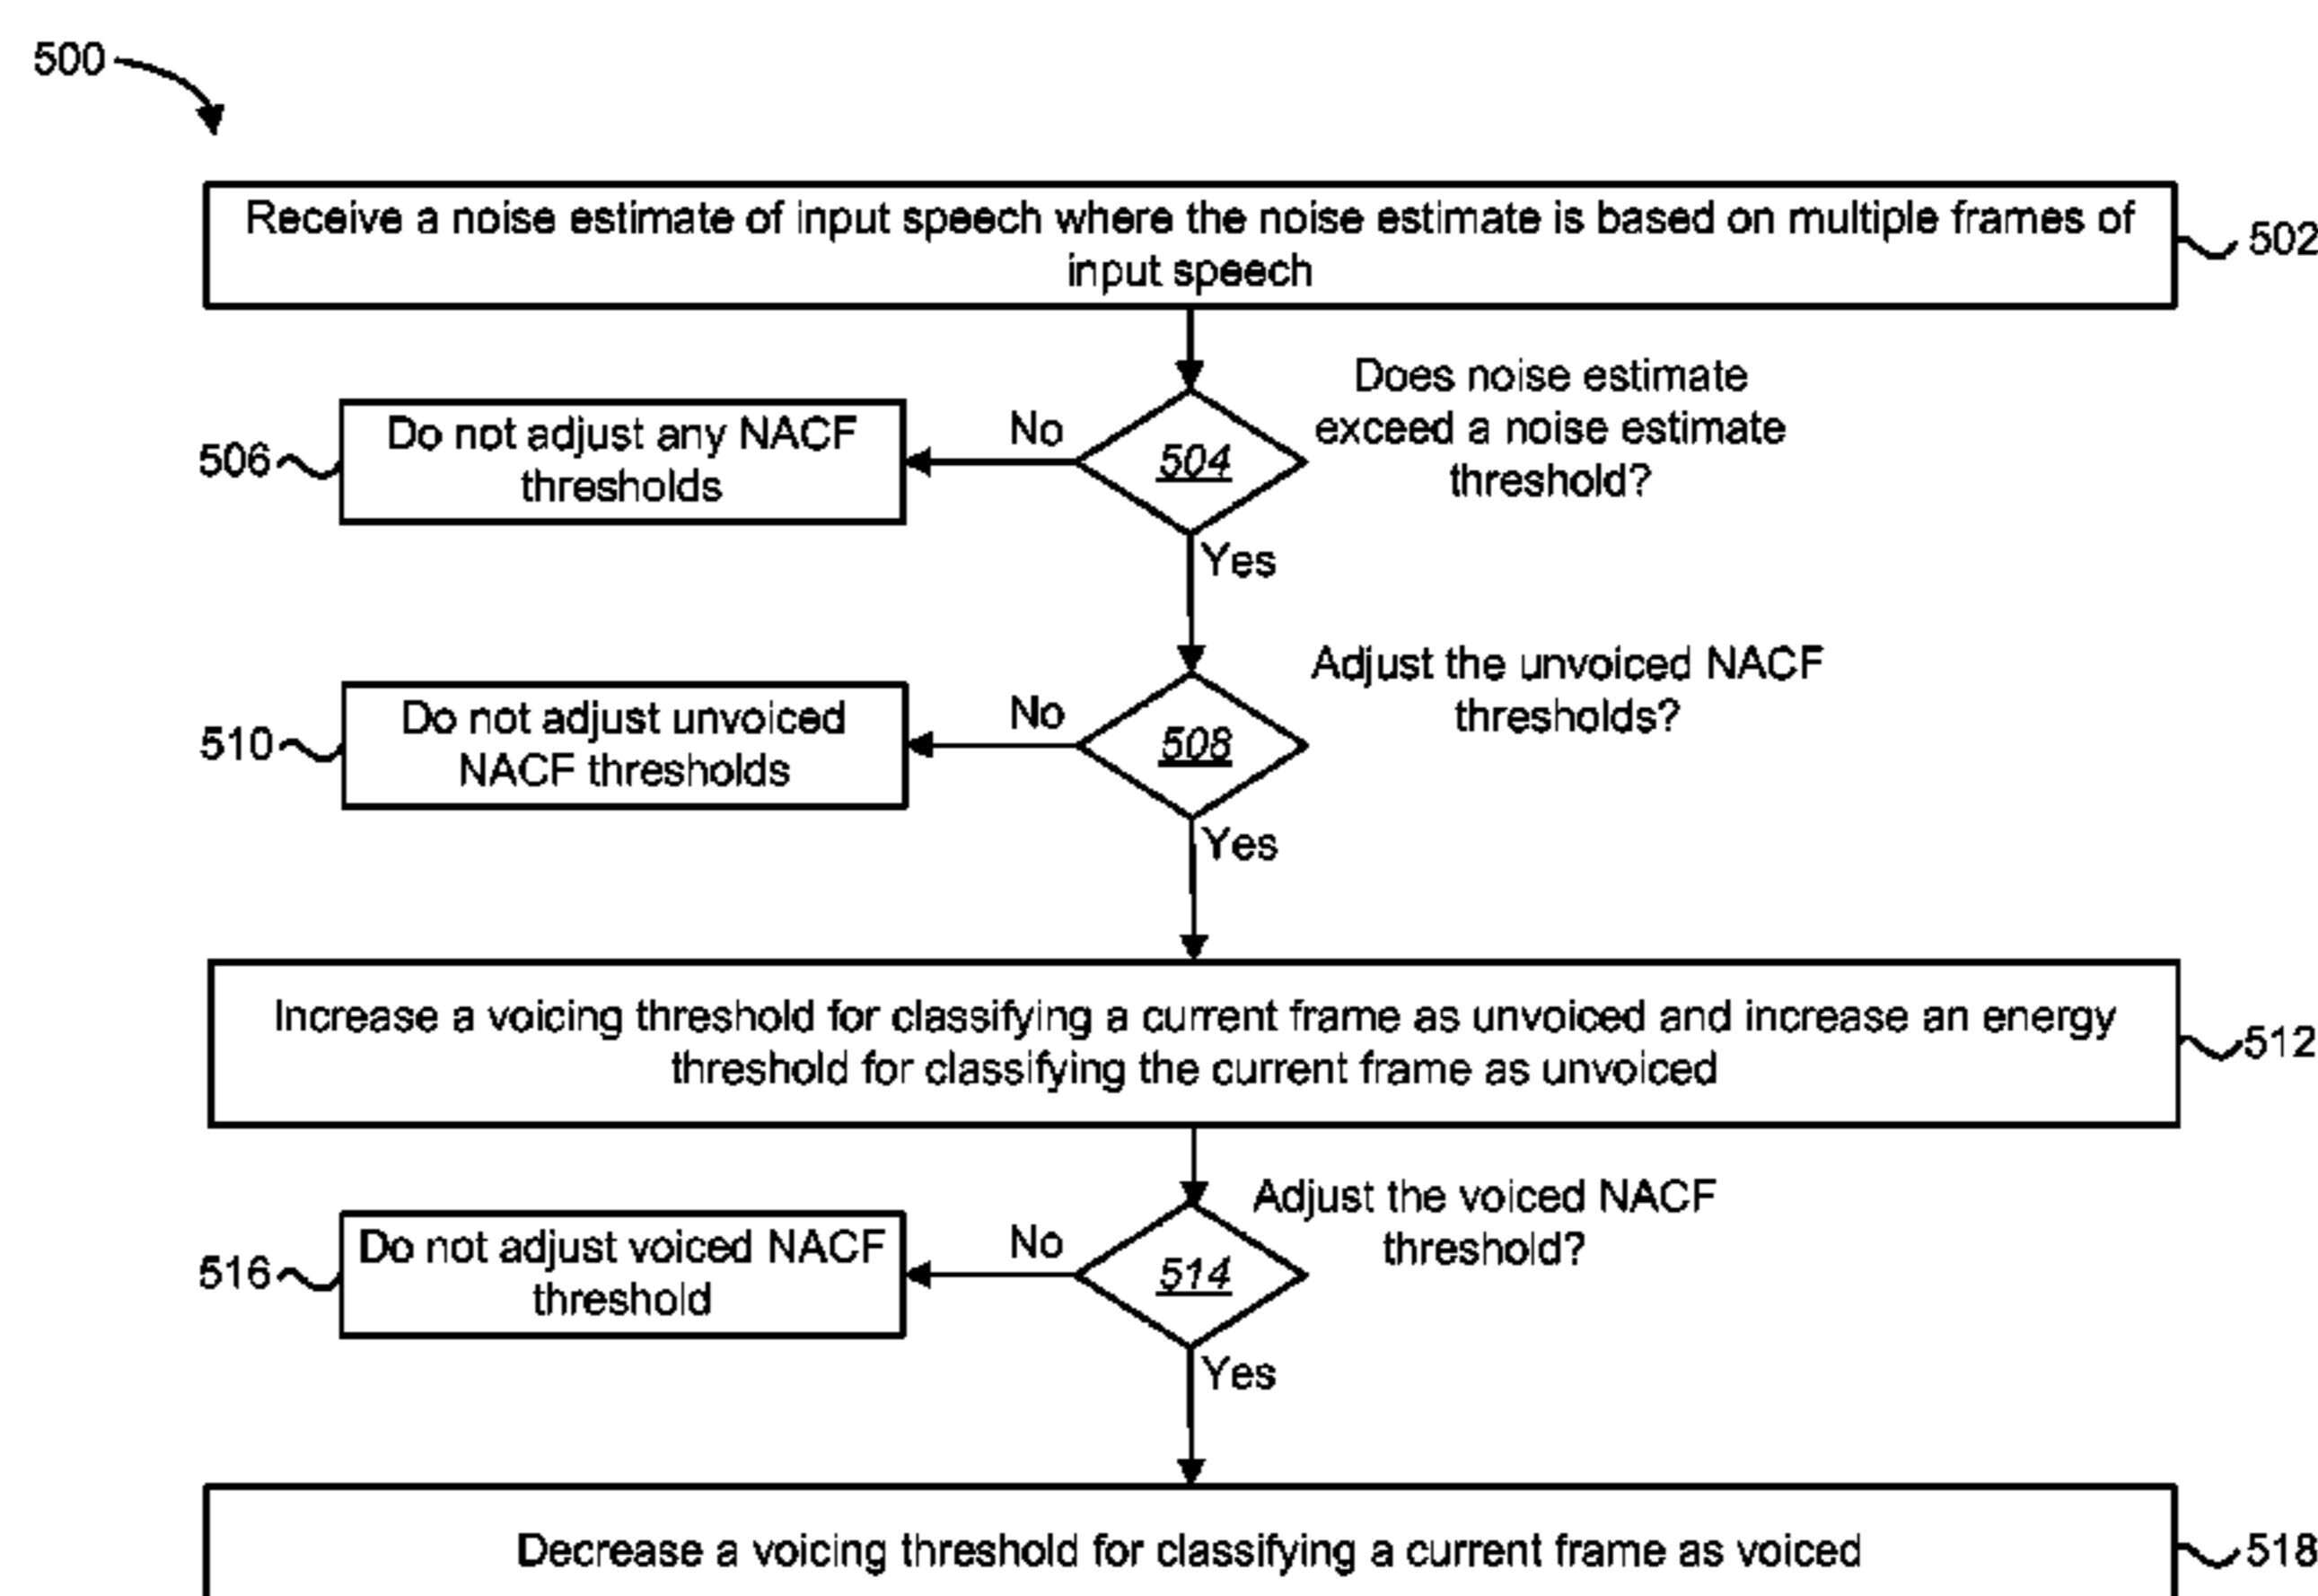 500
Receive a noise estimate of input speech where the noise estimate is based on multiple frames of
input speech
502
Does noise estimate
exceed a noise estimate
threshold?
504
No
Do not adjust any NACF
thresholds
506
Yes
Adjust the unvoiced NACF
thresholds?
508
No
Do not adjust unvoiced
NACF thresholds
510
Yes
Increase a voicing threshold for classifying a current frame as unvoiced and increase an energy
threshold for classifying the current frame as unvoiced
512
Adjust the voiced NACF
threshold?
514
No
Do not adjust voiced NACF
threshold
516
Yes
Decrease a voicing threshold for classifying a current frame as voiced
518